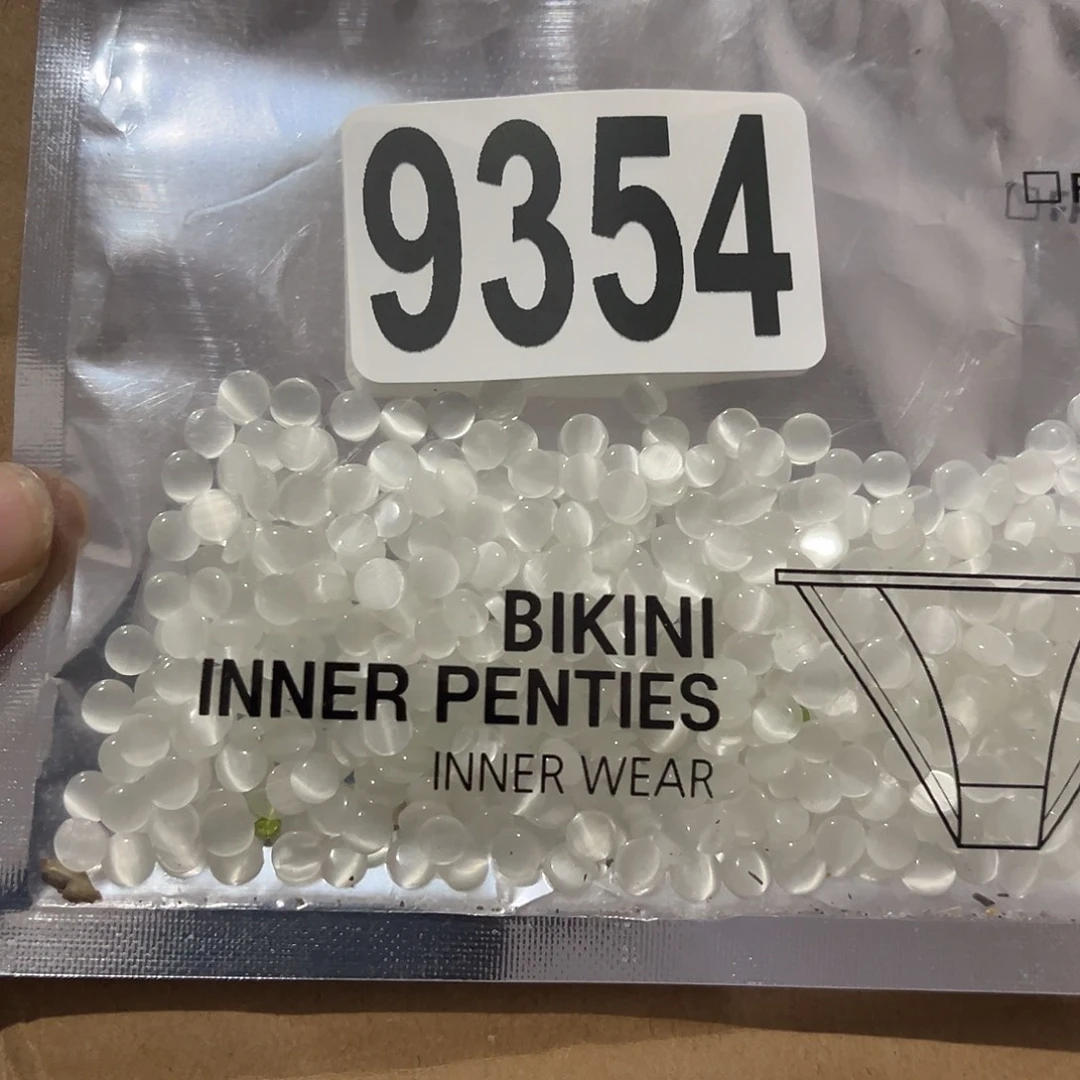 9354
BIKINI
INNER PENTIES
INNER WEAR